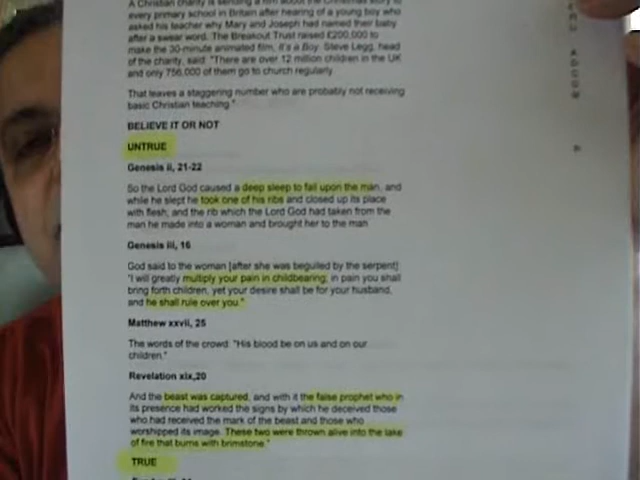 A Christian charity is sending a film about the Christmas story to
every primary school in Britain after hearing of a young boy who
asked his teacher why Mary and Joseph had named their baby
after a swear word. The Breakout Trust raised £200,000 to
make the 30-minute animated film, It's a Boy. Steve Legg, head
of the charity, said: "There are over 12 million children in the UK
and only 756,000 of them go to church regularly.
That leaves a staggering number who are probably not receiving
basic Christian teaching."
BELIEVE IT OR NOT
UNTRUE
Genesis ii, 21-22
So the Lord God caused a deep sleep to fall upon the man, and
while he slept he took one of his ribs and closed up its place
with flesh; and the rib which the Lord God had taken from the
man he made into a woman and brought her to the man.
Genesis iii, 16
God said to the woman [after she was beguiled by the serpent]:
"I will greatly multiply your pain in childbearing; in pain you shall
bring forth children, yet your desire shall be for your husband,
and he shall rule over you."
Matthew xxvii, 25
The words of the crowd: "His blood be on us and on our
children."
Revelation xix,20
And the beast was captured, and with it the false prophet who in
its presence had worked the signs by which he deceived those
who had received the mark of the beast and those who
worshipped its image. These two were thrown alive into the lake
of fire that burns with brimstone."
TRUE